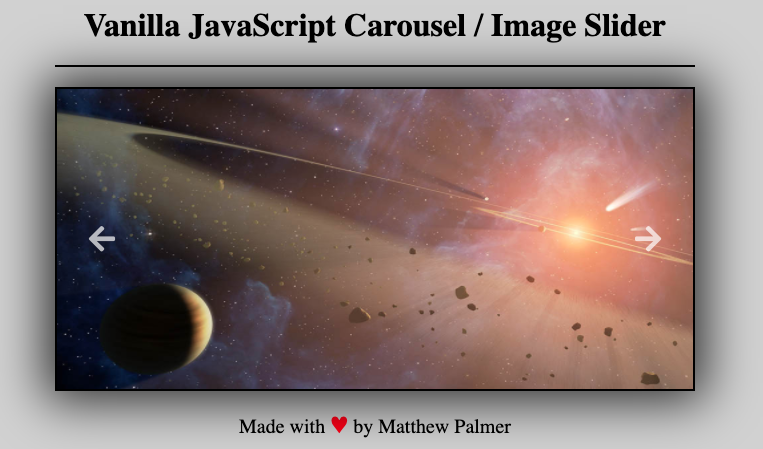 Vanilla JavaScript Carousel / Image Slider
Made with ♥ by Matthew Palmer